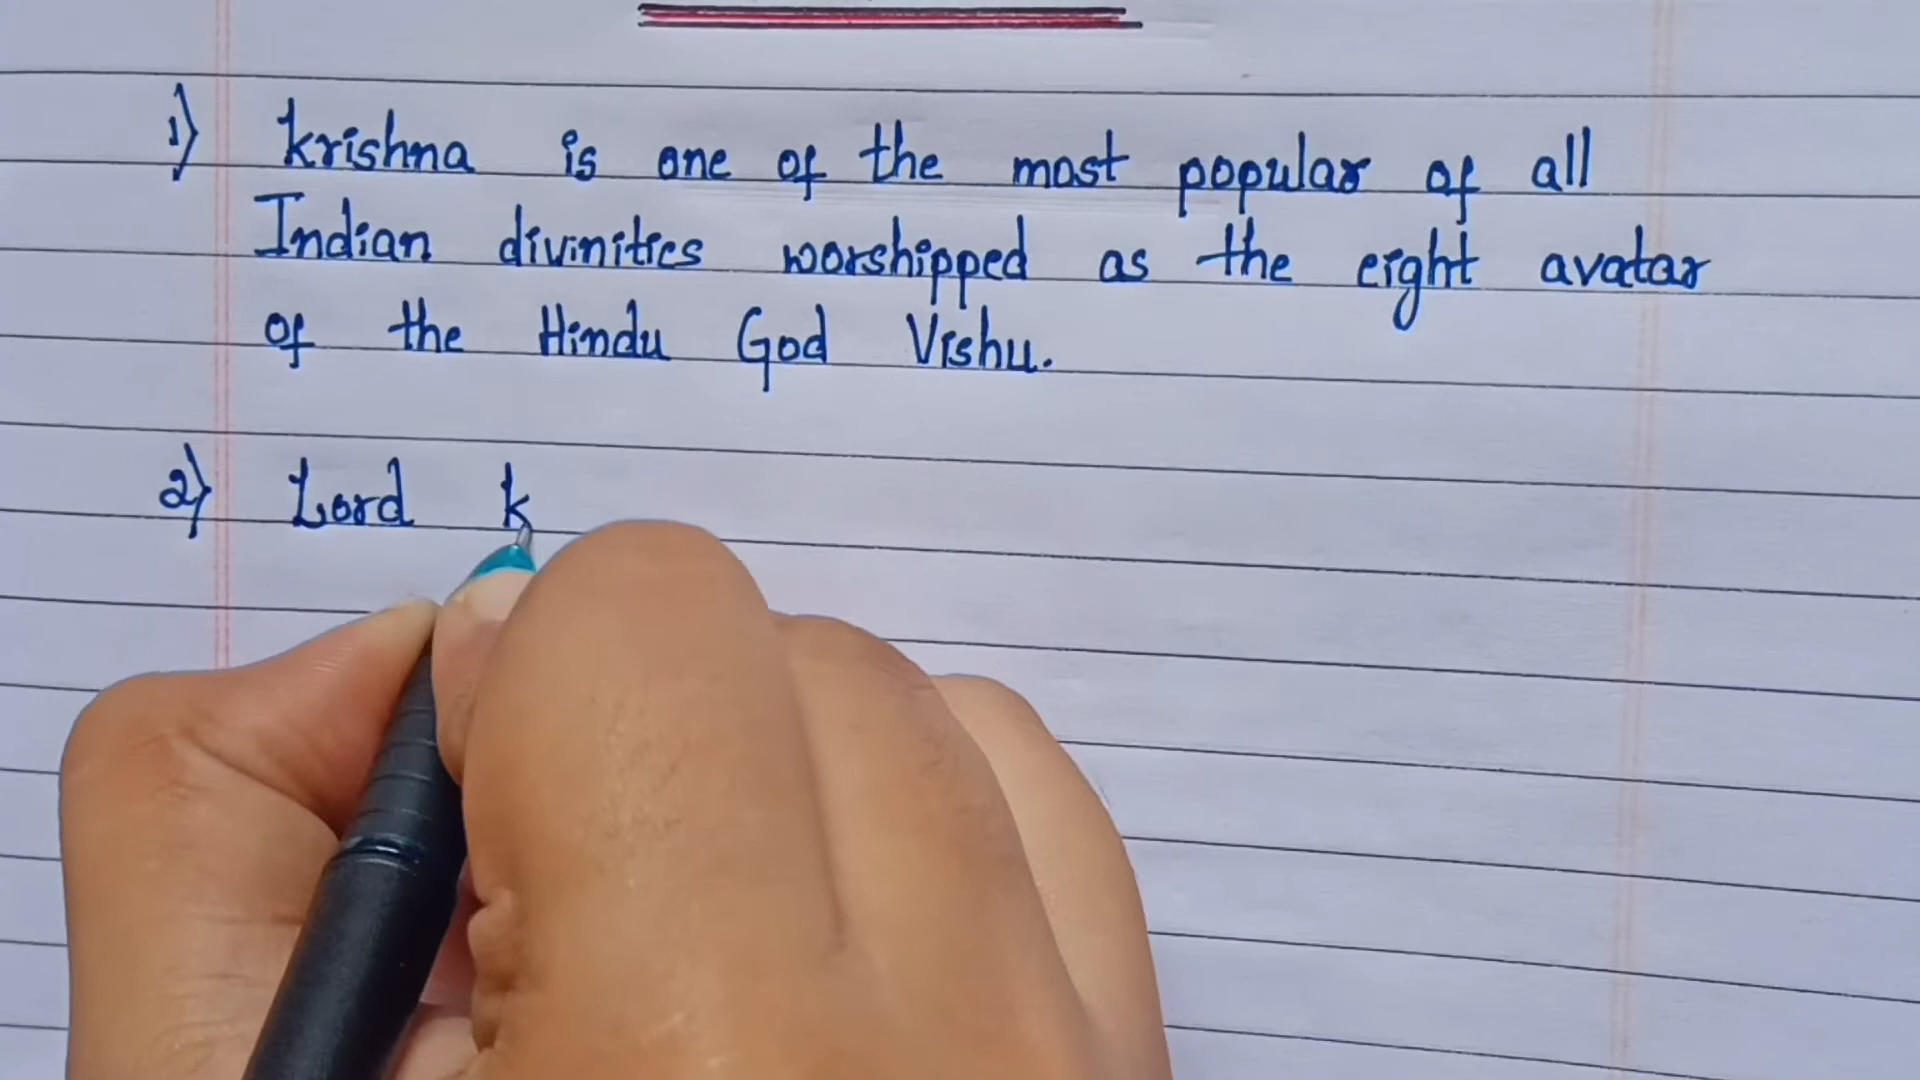 1) krishna is one of the most popular of all
Indian divinities worshipped as the eight avatar
of the Hindu God Vishu.
2) Lord k